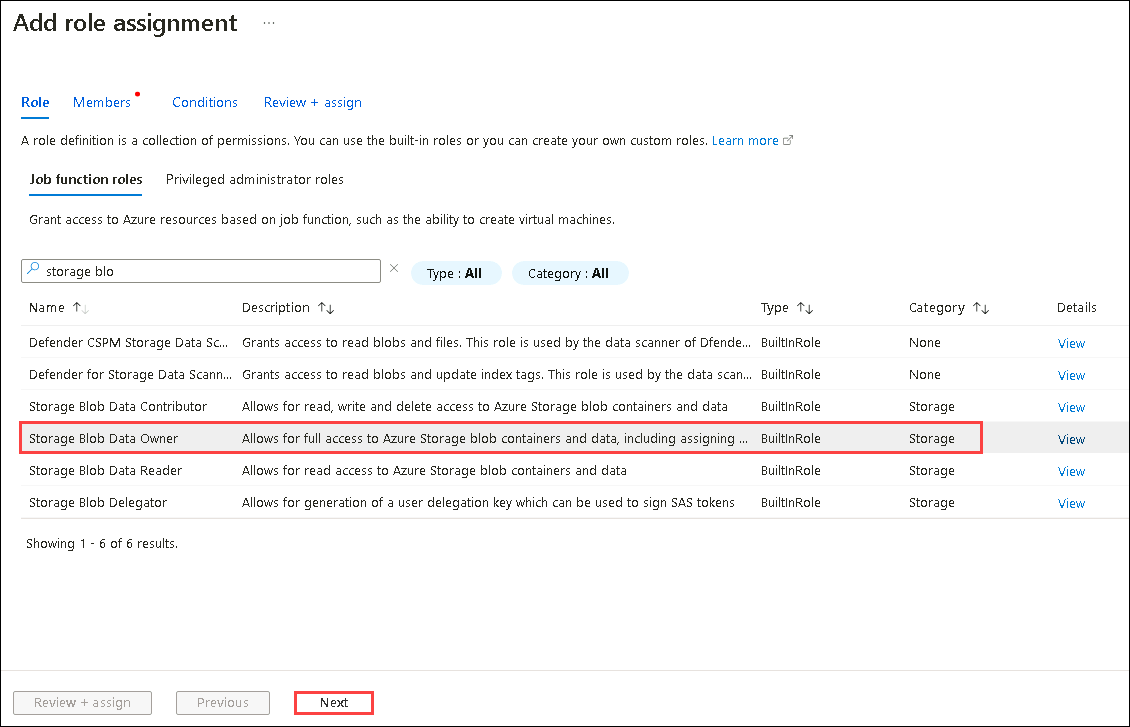 Add role assignment ...
Role Members Conditions Review + assign
A role definition is a collection of permissions. You can use the built-in roles or you can create your own custom roles. Learn more
Job function roles Privileged administrator roles
Grant access to Azure resources based on job function, such as the ability to create virtual machines.
storage blo Type : All Category : All
Name Description Type Category Details
Defender CSPM Storage Data Sc... Grants access to read blobs and files. This role is used by the data scanner of Dfende... BuiltInRole None View
Defender for Storage Data Scann... Grants access to read blobs and update index tags. This role is used by the data scan... BuiltInRole None View
Storage Blob Data Contributor Allows for read, write and delete access to Azure Storage blob containers and data BuiltInRole Storage View
Storage Blob Data Owner Allows for full access to Azure Storage blob containers and data, including assigning ... BuiltInRole Storage View
Storage Blob Data Reader Allows for read access to Azure Storage blob containers and data BuiltInRole Storage View
Storage Blob Delegator Allows for generation of a user delegation key which can be used to sign SAS tokens BuiltInRole Storage View
Showing 1 - 6 of 6 results.
Review + assign Previous Next